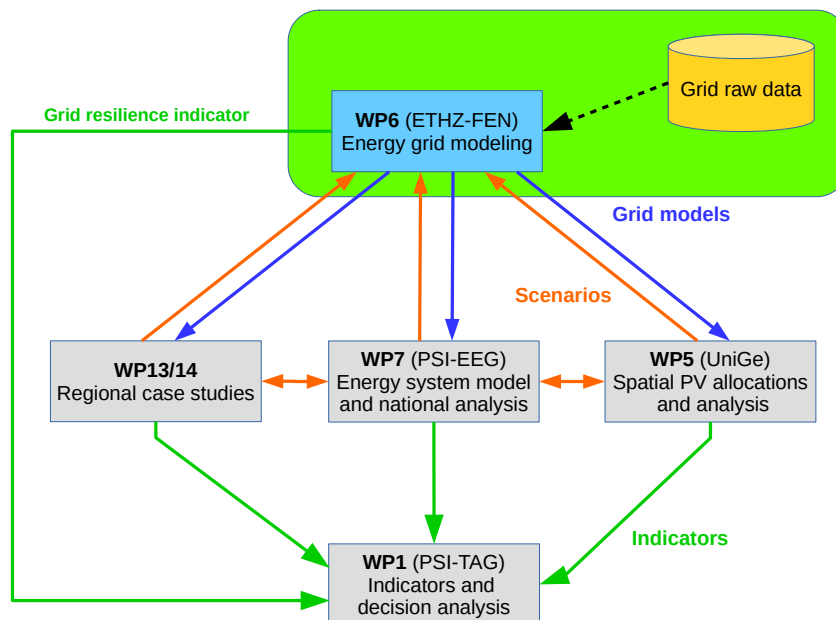 Grid raw data
Grid resilience indicator
WP6 (ETHZ-FEN)
Energy grid modeling
Grid models
Scenarios
WP13/14
Regional case studies
WP7 (PSI-EEG)
Energy system model
and national analysis
WP5 (UniGe)
Spatial PV allocations
and analysis
Indicators
WP1 (PSI-TAG)
Indicators and
decision analysis